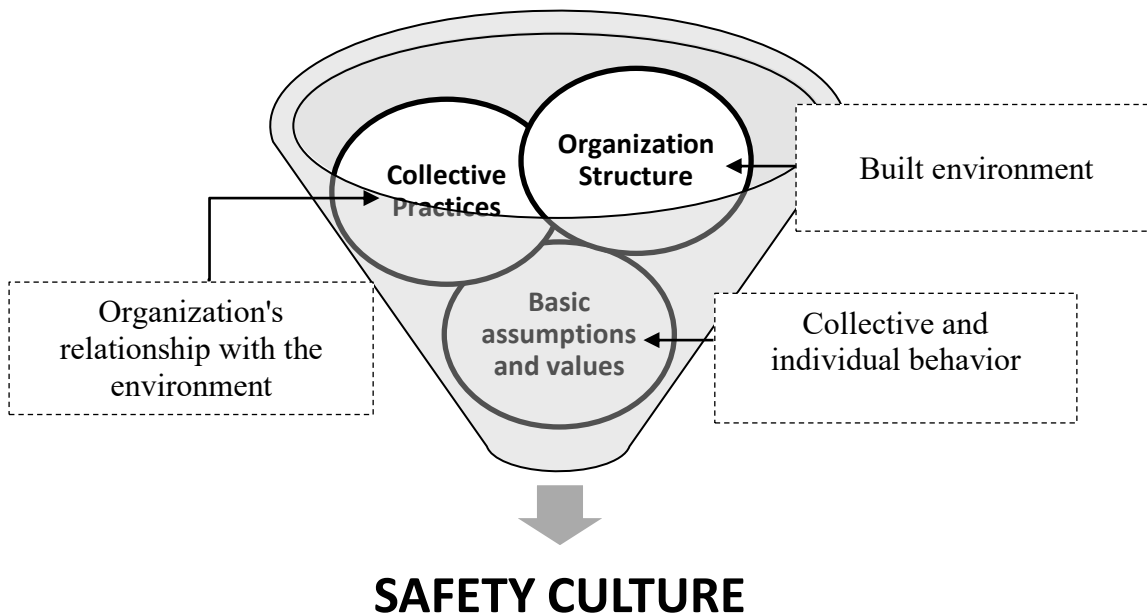 Organization
Structure
Collective
Practices
Built environment
Organization's
relationship with the
environment
Basic
assumptions
and values
Collective and
individual behavior
SAFETY CULTURE